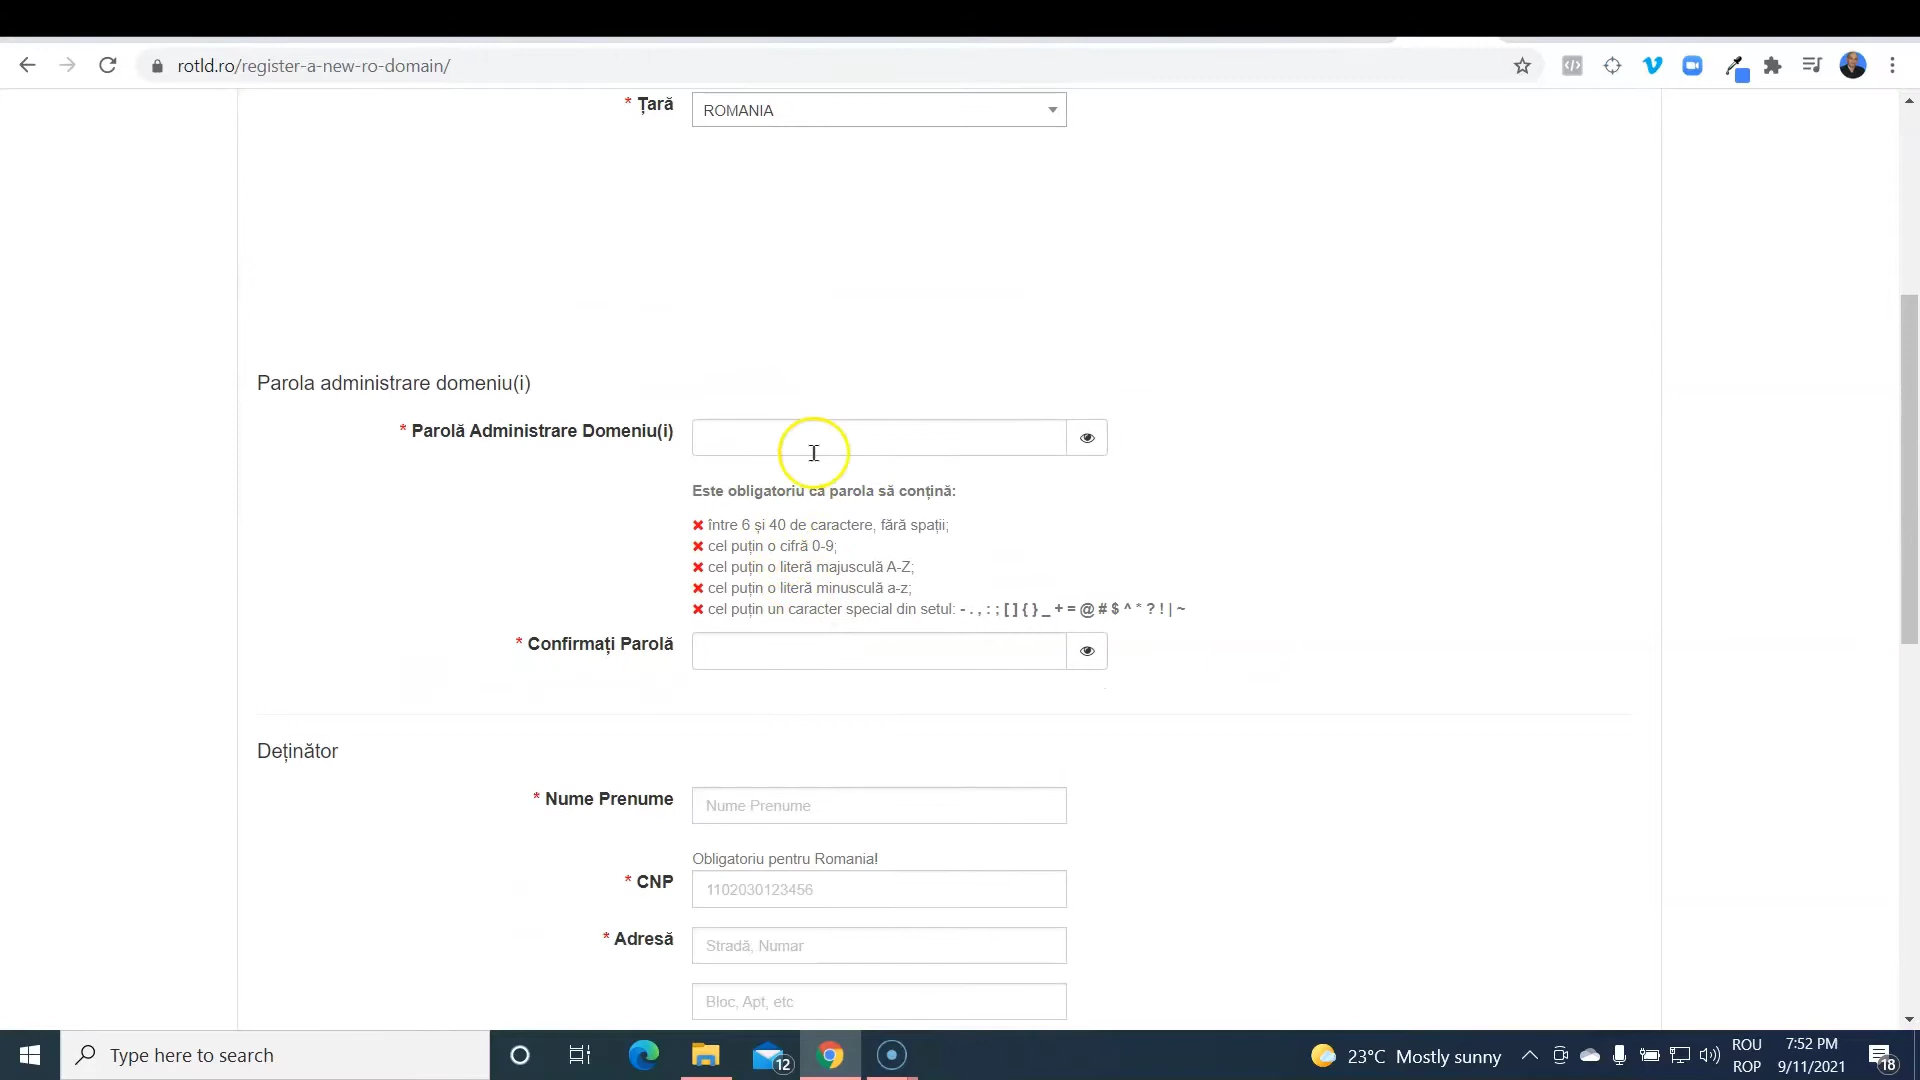 rotld.ro/register-a-new-ro-domain/
* Țară
ROMANIA
Parola administrare domeniu(i)
* Parolă Administrare Domeniu(i)
Este obligatoriu ca parola să conțină:
între 6 și 40 de caractere, fără spații;
cel puțin o cifră 0-9;
cel puțin o literă majusculă A-Z;
cel puțin o literă minusculă a-z;
cel puțin un caracter special din setul: - . , : ; [ ] { } _ + = @ # $ ^ * ? ! | ~
* Confirmați Parolă
Deținător
* Nume Prenume
Nume Prenume
Obligatoriu pentru Romania!
* CNP
1102030123456
* Adresă
Stradă, Numar
Bloc, Apt, etc
Type here to search
12
23°C Mostly sunny
ROU
ROP
7:52 PM
9/11/2021
18